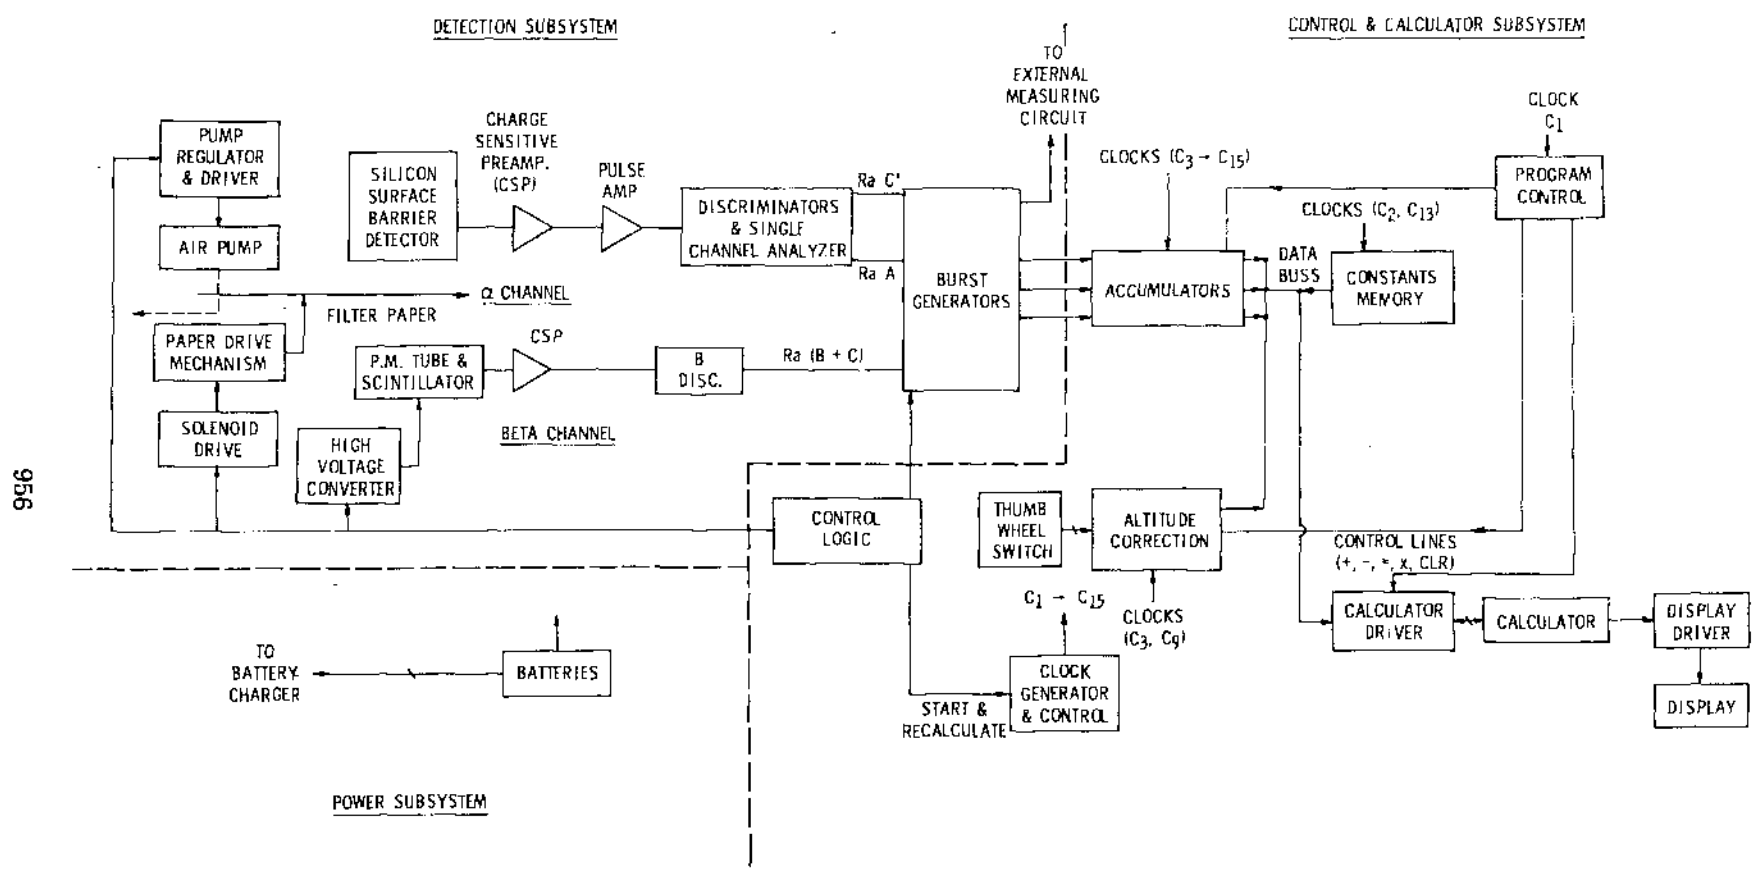 DETECTION SUBSYSTEM
CONTROL & CALCULATOR SUBSYSTEM
TO
EXTERNAL
MEASURING
CIRCUIT
CLOCK
C1
PUMP
REGULATOR
& DRIVER
CHARGE
SENSITIVE
PREAMP.
(CSP)
PULSE
AMP
SILICON
SURFACE
BARRIER
DETECTOR
DISCRIMINATORS
& SINGLE
CHANNEL ANALYZER
Ra C'
Ra A
CLOCKS (C3 → C15)
PROGRAM
CONTROL
CLOCKS (C2, C13)
AIR PUMP
BURST
GENERATORS
ACCUMULATORS
DATA
BUSS
CONSTANTS
MEMORY
α CHANNEL
FILTER PAPER
PAPER DRIVE
MECHANISM
P.M. TUBE &
SCINTILLATOR
CSP
B
DISC.
Ra (B + C)
SOLENOID
DRIVE
HIGH
VOLTAGE
CONVERTER
BETA CHANNEL
956
CONTROL
LOGIC
THUMB
WHEEL
SWITCH
ALTITUDE
CORRECTION
CONTROL LINES
(+, -, =, x, CLR)
C1 → C15
CLOCKS
(C3, C9)
CALCULATOR
DRIVER
CALCULATOR
DISPLAY
DRIVER
TO
BATTERY
CHARGER
BATTERIES
CLOCK
GENERATOR
& CONTROL
START &
RECALCULATE
DISPLAY
POWER SUBSYSTEM